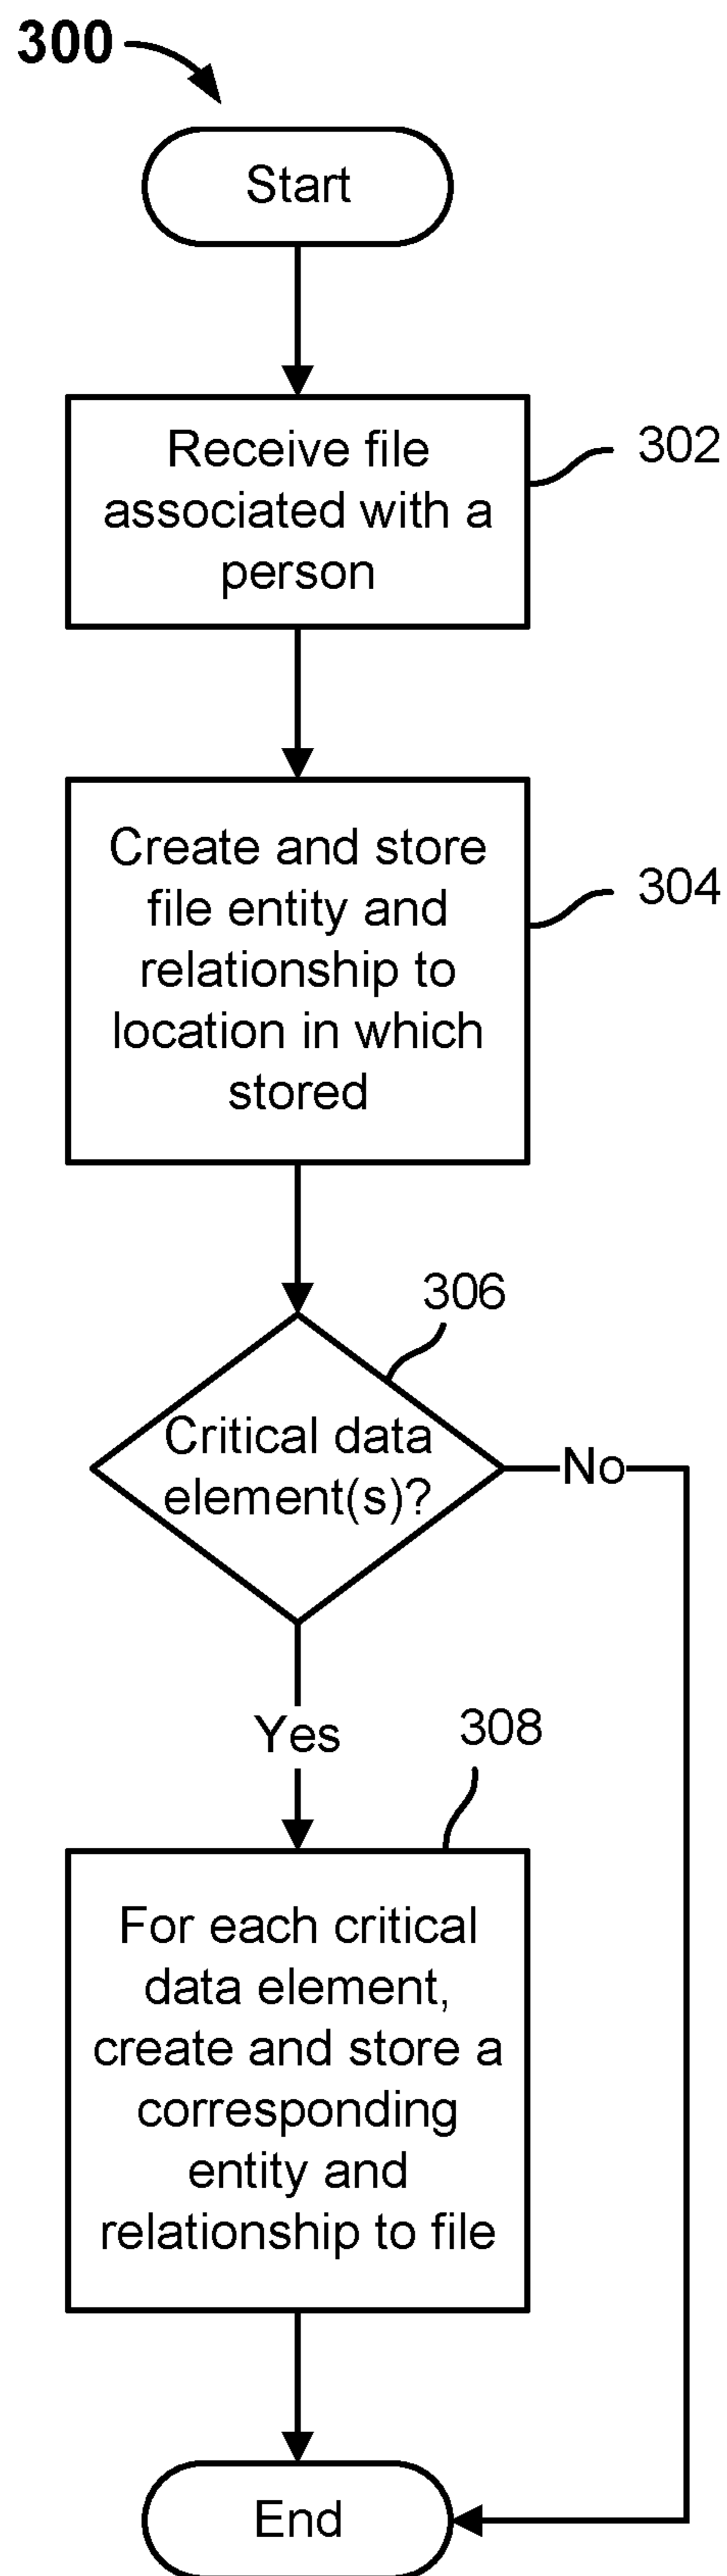 300
Start
Receive file
associated with a
person
302
Create and store
file entity and
relationship to
location in which
stored
304
306
Critical data
element(s)?
No
Yes
308
For each critical
data element,
create and store a
corresponding
entity and
relationship to file
End